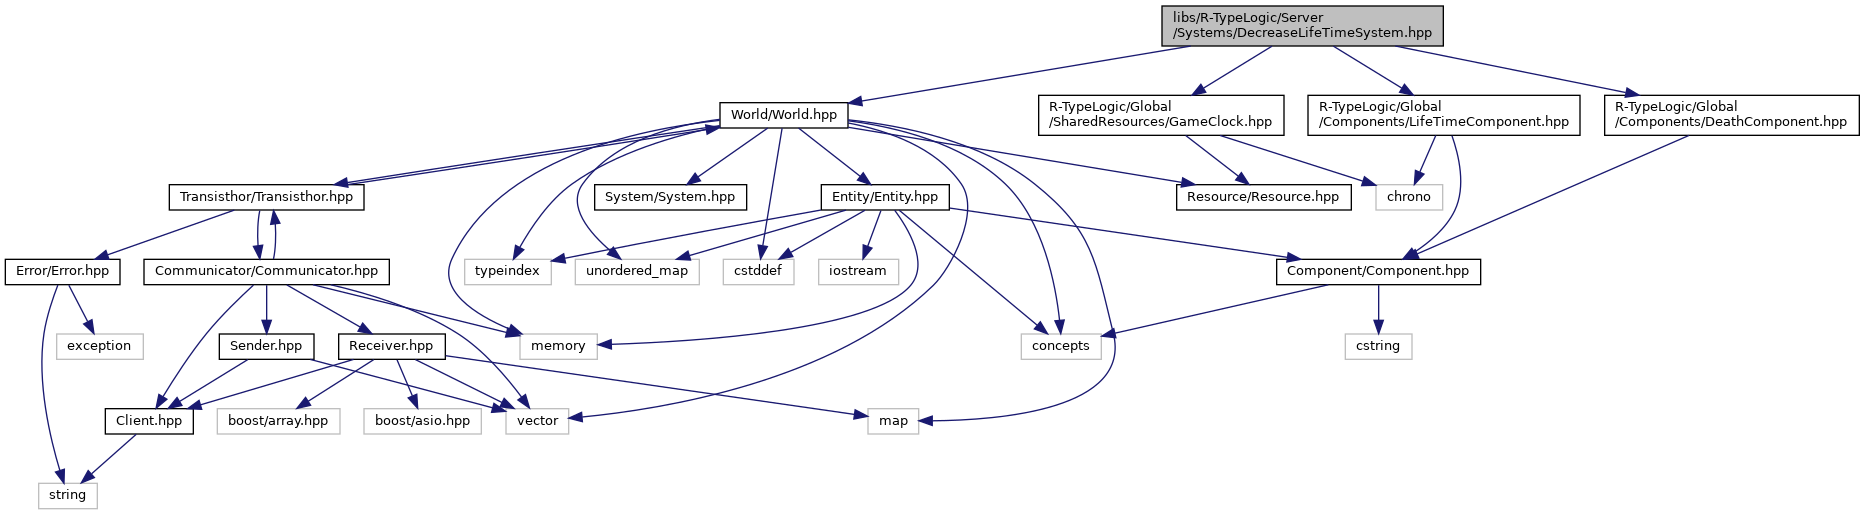 libs/R-TypeLogic/Server
/Systems/DecreaseLifeTimeSystem.hpp
World/World.hpp
R-TypeLogic/Global
/SharedResources/GameClock.hpp
R-TypeLogic/Global
/Components/LifeTimeComponent.hpp
R-TypeLogic/Global
/Components/DeathComponent.hpp
Transisthor/Transisthor.hpp
System/System.hpp
Entity/Entity.hpp
Resource/Resource.hpp
chrono
Error/Error.hpp
Communicator/Communicator.hpp
typeindex
unordered_map
cstddef
iostream
Component/Component.hpp
exception
Sender.hpp
Receiver.hpp
memory
concepts
cstring
Client.hpp
boost/array.hpp
boost/asio.hpp
vector
map
string